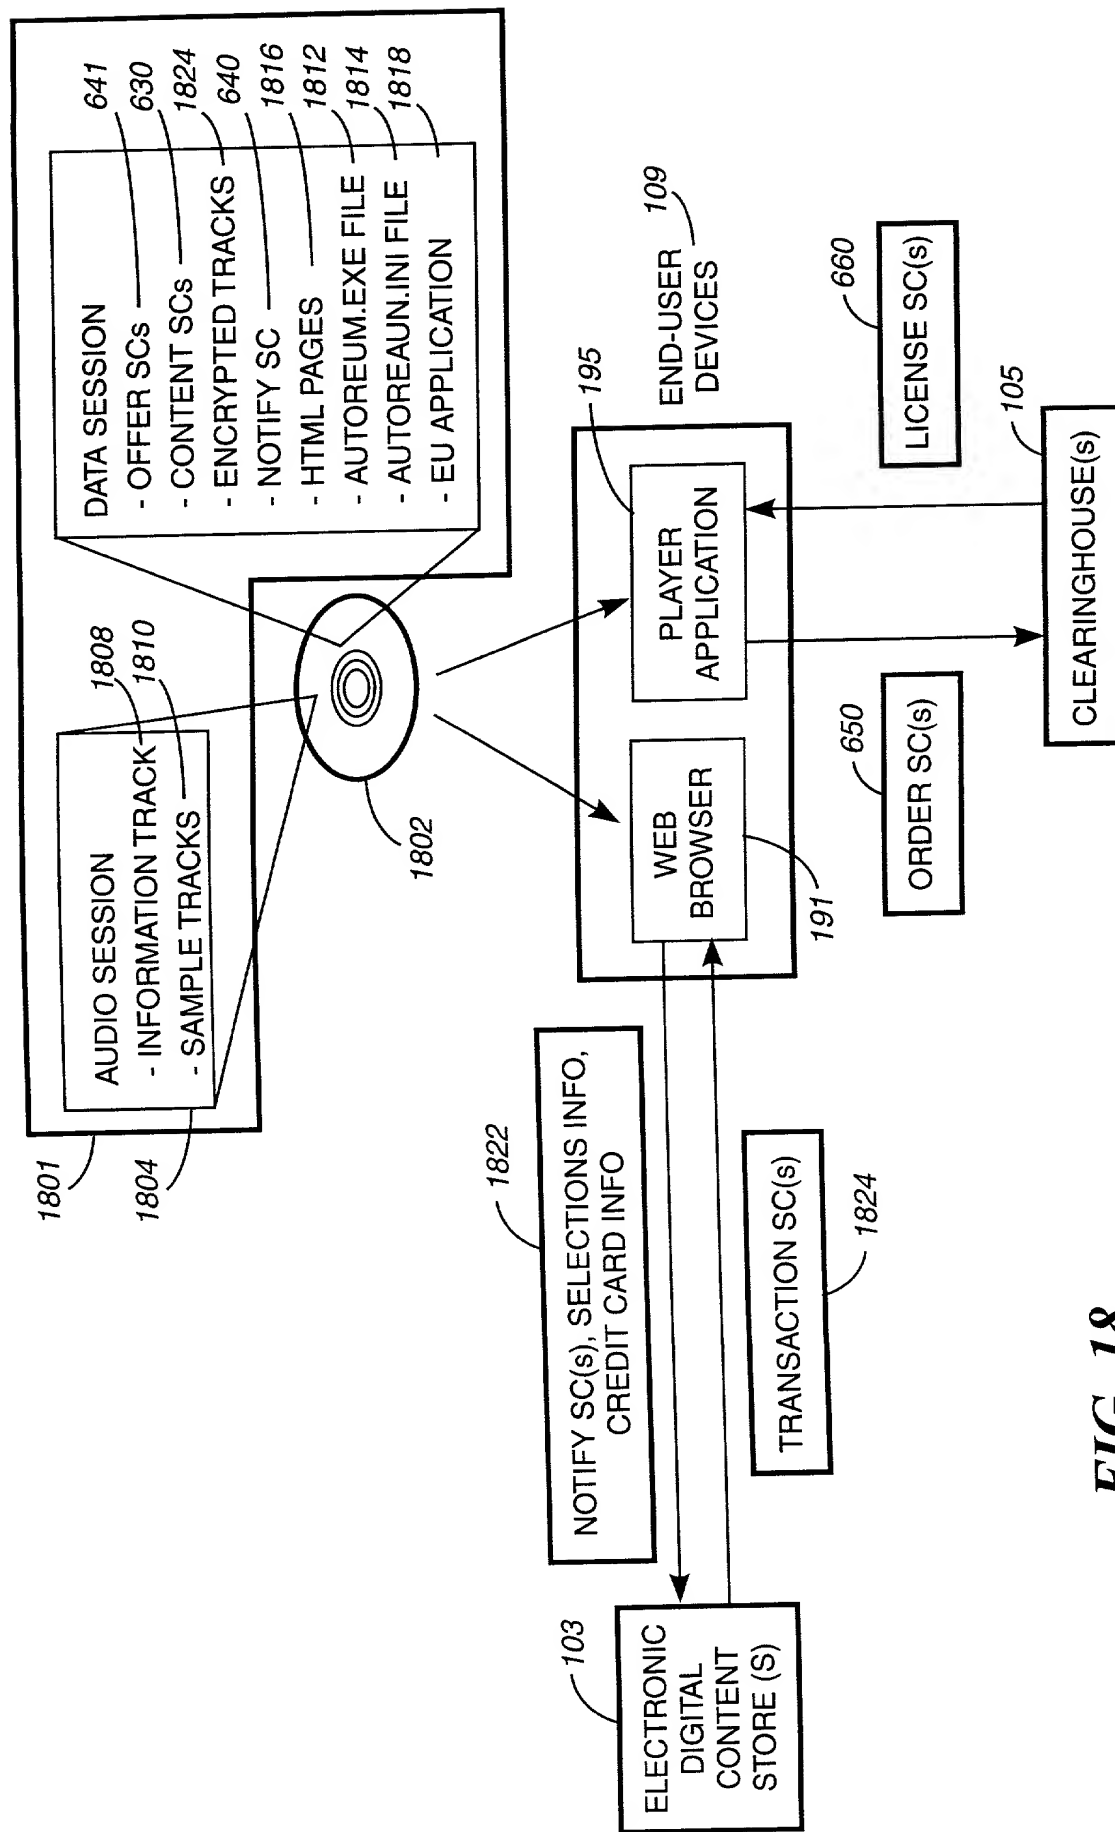 1801
1804
AUDIO SESSION
- INFORMATION TRACK
- SAMPLE TRACKS
1808
1810
DATA SESSION
- OFFER SCs
- CONTENT SCs
- ENCRYPTED TRACKS
- NOTIFY SC
- HTML PAGES
- AUTOREUM.EXE FILE
- AUTOREAUN.INI FILE
- EU APPLICATION
641
630
1824
640
1816
1812
1814
1818
1802
1822
NOTIFY SC(s), SELECTIONS INFO,
CREDIT CARD INFO
103
ELECTRONIC
DIGITAL
CONTENT
STORE (S)
TRANSACTION SC(s)
1824
WEB
BROWSER
191
PLAYER
APPLICATION
195
END-USER
DEVICES
109
650
ORDER SC(s)
660
LICENSE SC(s)
105
CLEARINGHOUSE(s)
FIG. 18